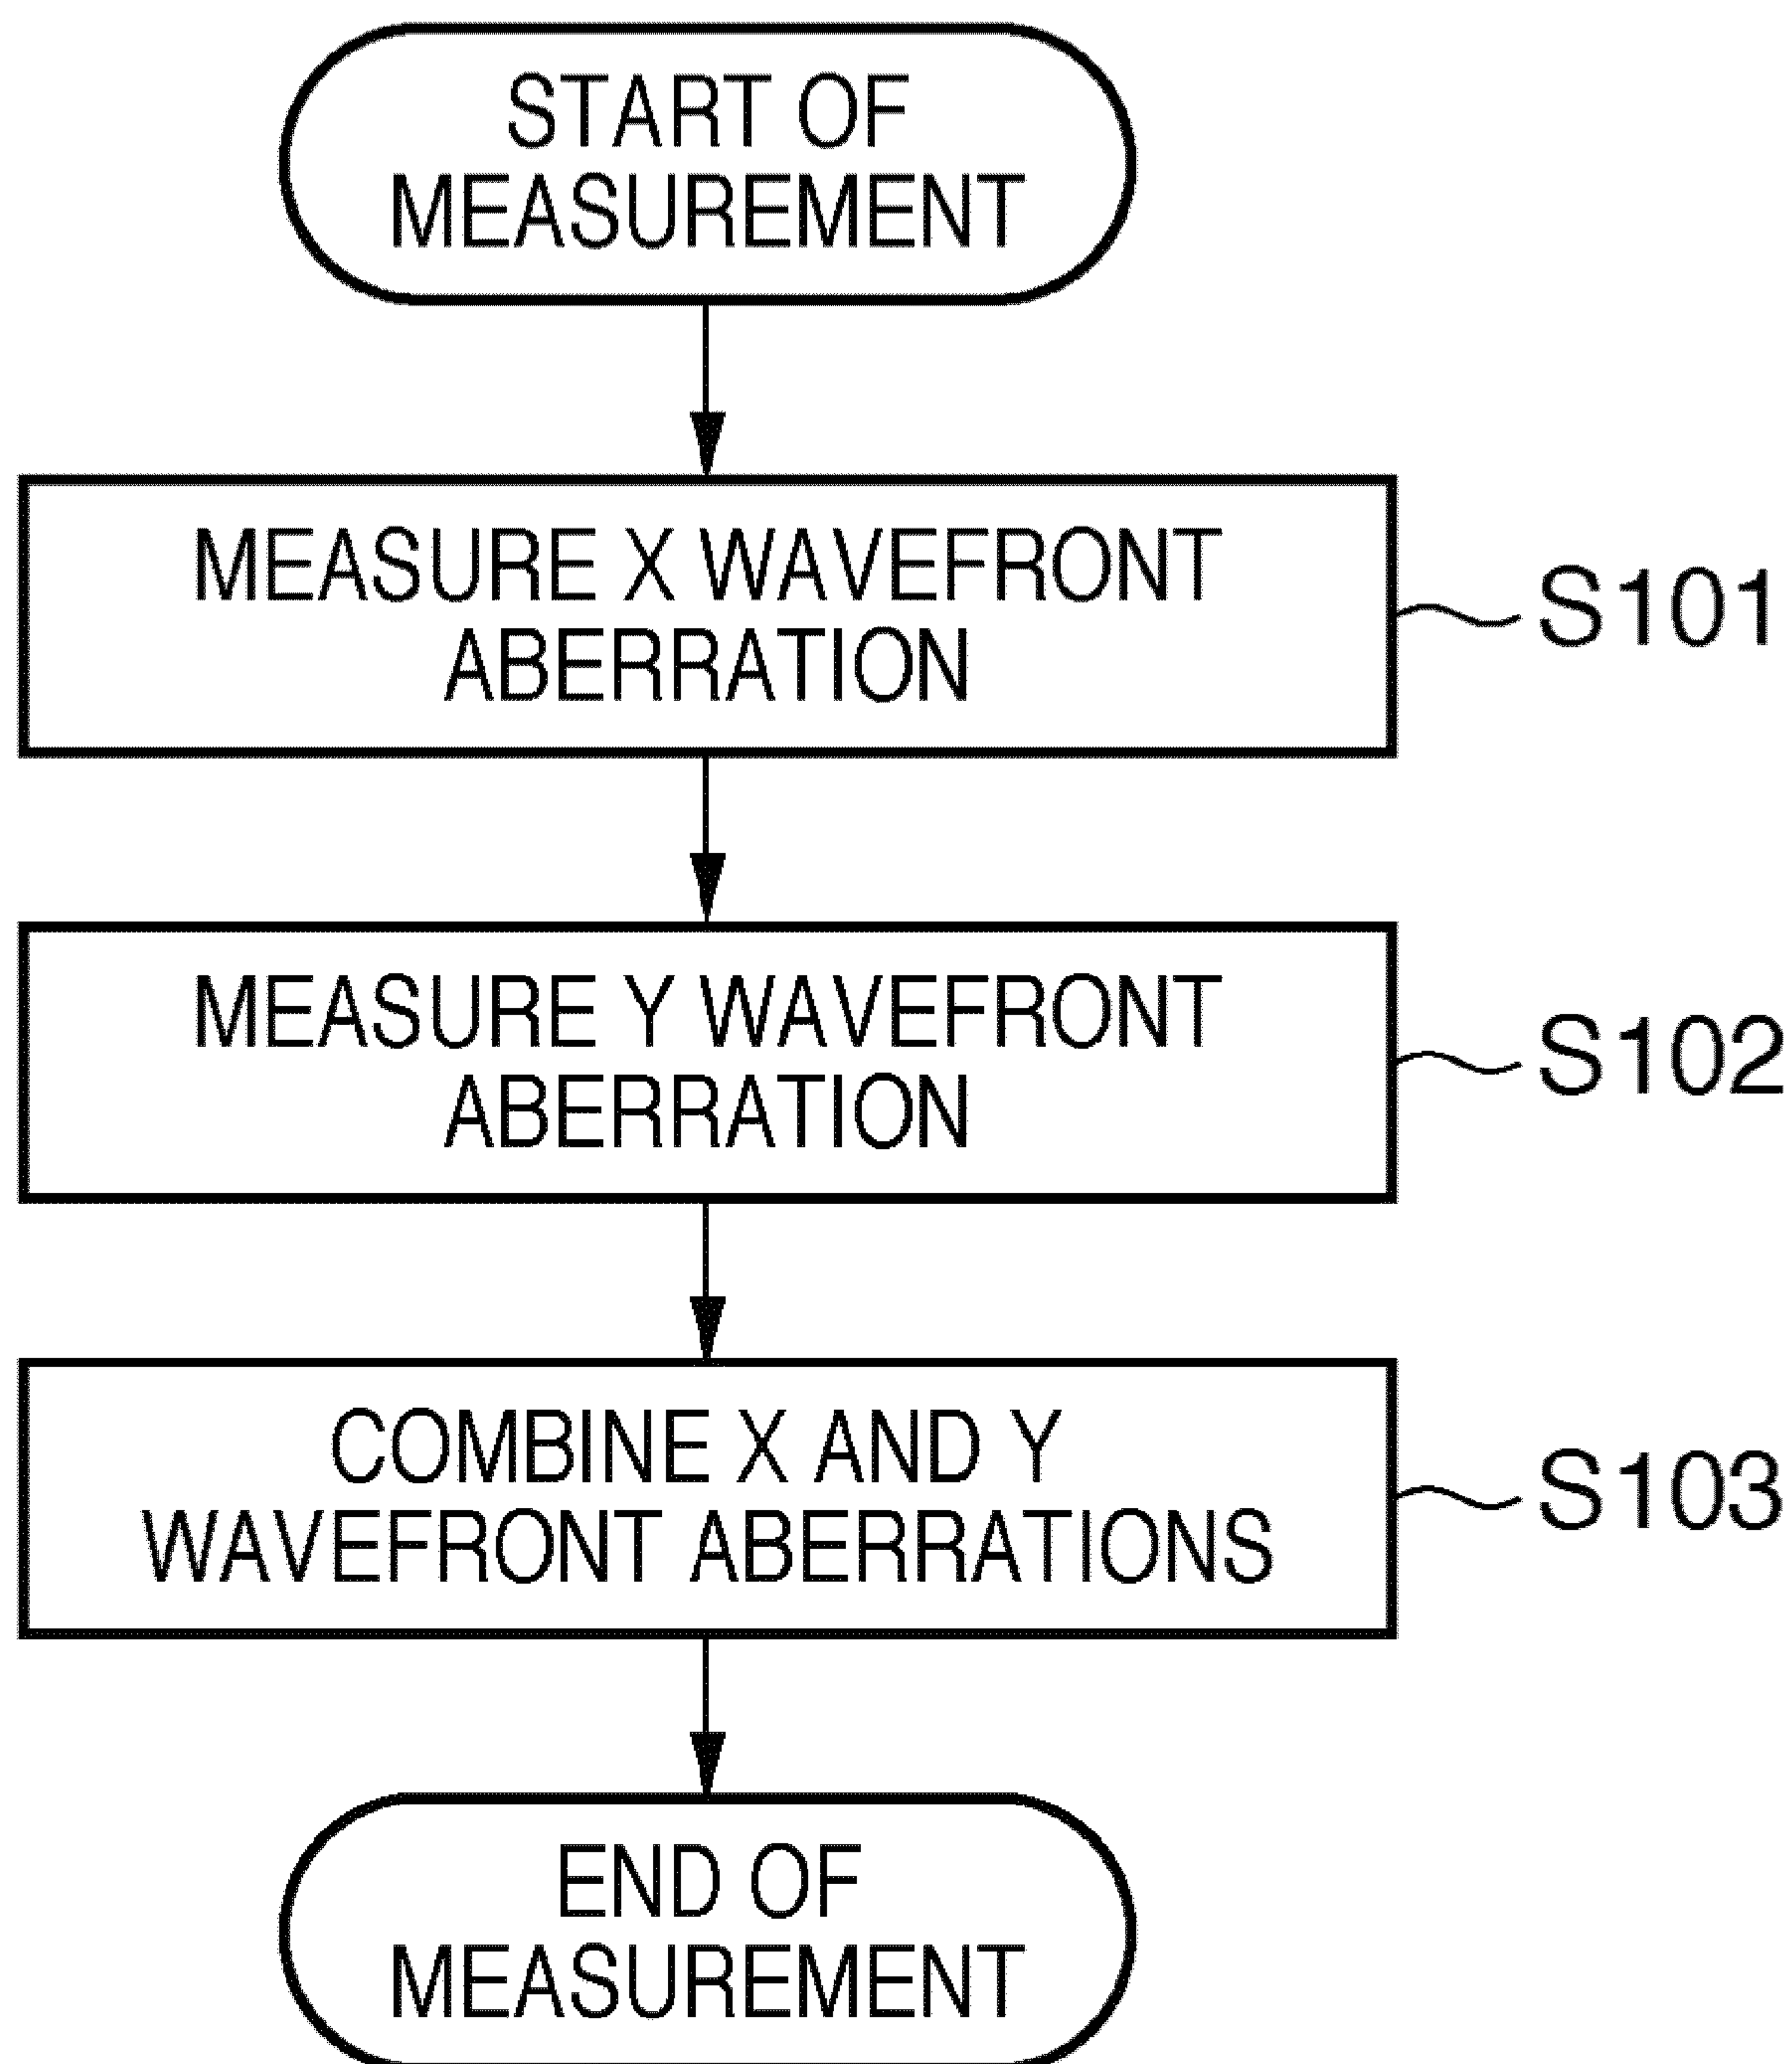 START OF
MEASUREMENT
MEASURE X WAVEFRONT
ABERRATION
S101
MEASURE Y WAVEFRONT
ABERRATION
S102
COMBINE X AND Y
WAVEFRONT ABERRATIONS
S103
END OF
MEASUREMENT